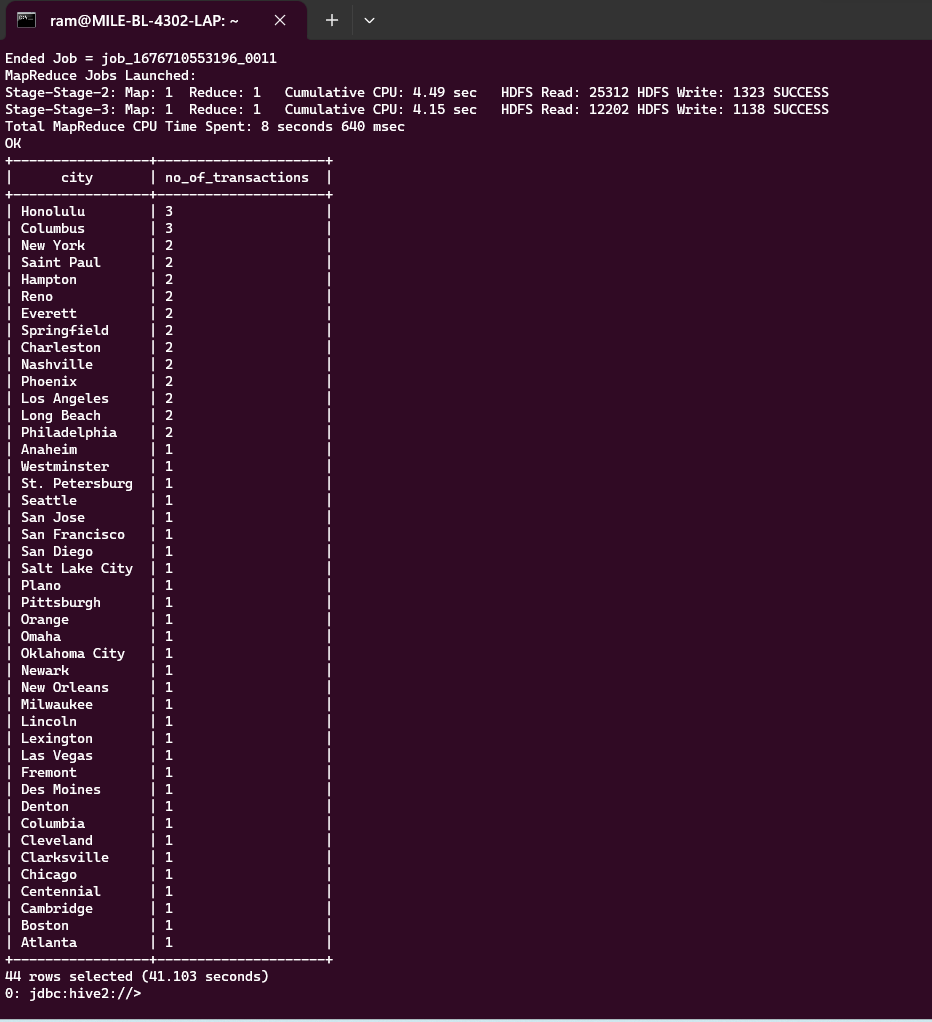 ram@MILE-BL-4302-LAP: ~
Ended Job = job_1676710553196_0011
MapReduce Jobs Launched:
Stage-Stage-2: Map: 1  Reduce: 1   Cumulative CPU: 4.49 sec   HDFS Read: 25312 HDFS Write: 1323 SUCCESS
Stage-Stage-3: Map: 1  Reduce: 1   Cumulative CPU: 4.15 sec   HDFS Read: 12202 HDFS Write: 1138 SUCCESS
Total MapReduce CPU Time Spent: 8 seconds 640 msec
OK
+-----------------+---------------------+
|      city       | no_of_transactions  |
+-----------------+---------------------+
| Honolulu        | 3                   |
| Columbus        | 3                   |
| New York        | 2                   |
| Saint Paul      | 2                   |
| Hampton         | 2                   |
| Reno            | 2                   |
| Everett         | 2                   |
| Springfield     | 2                   |
| Charleston      | 2                   |
| Nashville       | 2                   |
| Phoenix         | 2                   |
| Los Angeles     | 2                   |
| Long Beach      | 2                   |
| Philadelphia    | 2                   |
| Anaheim         | 1                   |
| Westminster     | 1                   |
| St. Petersburg  | 1                   |
| Seattle         | 1                   |
| San Jose        | 1                   |
| San Francisco   | 1                   |
| San Diego       | 1                   |
| Salt Lake City  | 1                   |
| Plano           | 1                   |
| Pittsburgh      | 1                   |
| Orange          | 1                   |
| Omaha           | 1                   |
| Oklahoma City   | 1                   |
| Newark          | 1                   |
| New Orleans     | 1                   |
| Milwaukee       | 1                   |
| Lincoln         | 1                   |
| Lexington       | 1                   |
| Las Vegas       | 1                   |
| Fremont         | 1                   |
| Des Moines      | 1                   |
| Denton          | 1                   |
| Columbia        | 1                   |
| Cleveland       | 1                   |
| Clarksville     | 1                   |
| Chicago         | 1                   |
| Centennial      | 1                   |
| Cambridge       | 1                   |
| Boston          | 1                   |
| Atlanta         | 1                   |
+-----------------+---------------------+
44 rows selected (41.103 seconds)
0: jdbc:hive2://>